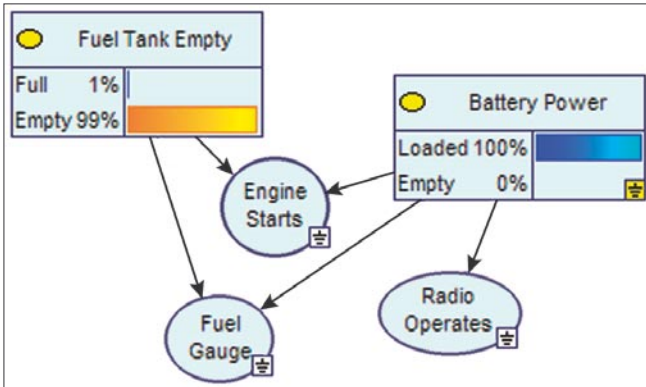 Fuel Tank Empty
Full 1%
Empty 99%
Battery Power
Loaded 100%
Empty 0%
Engine
Starts
Radio
Operates
Fuel
Gauge